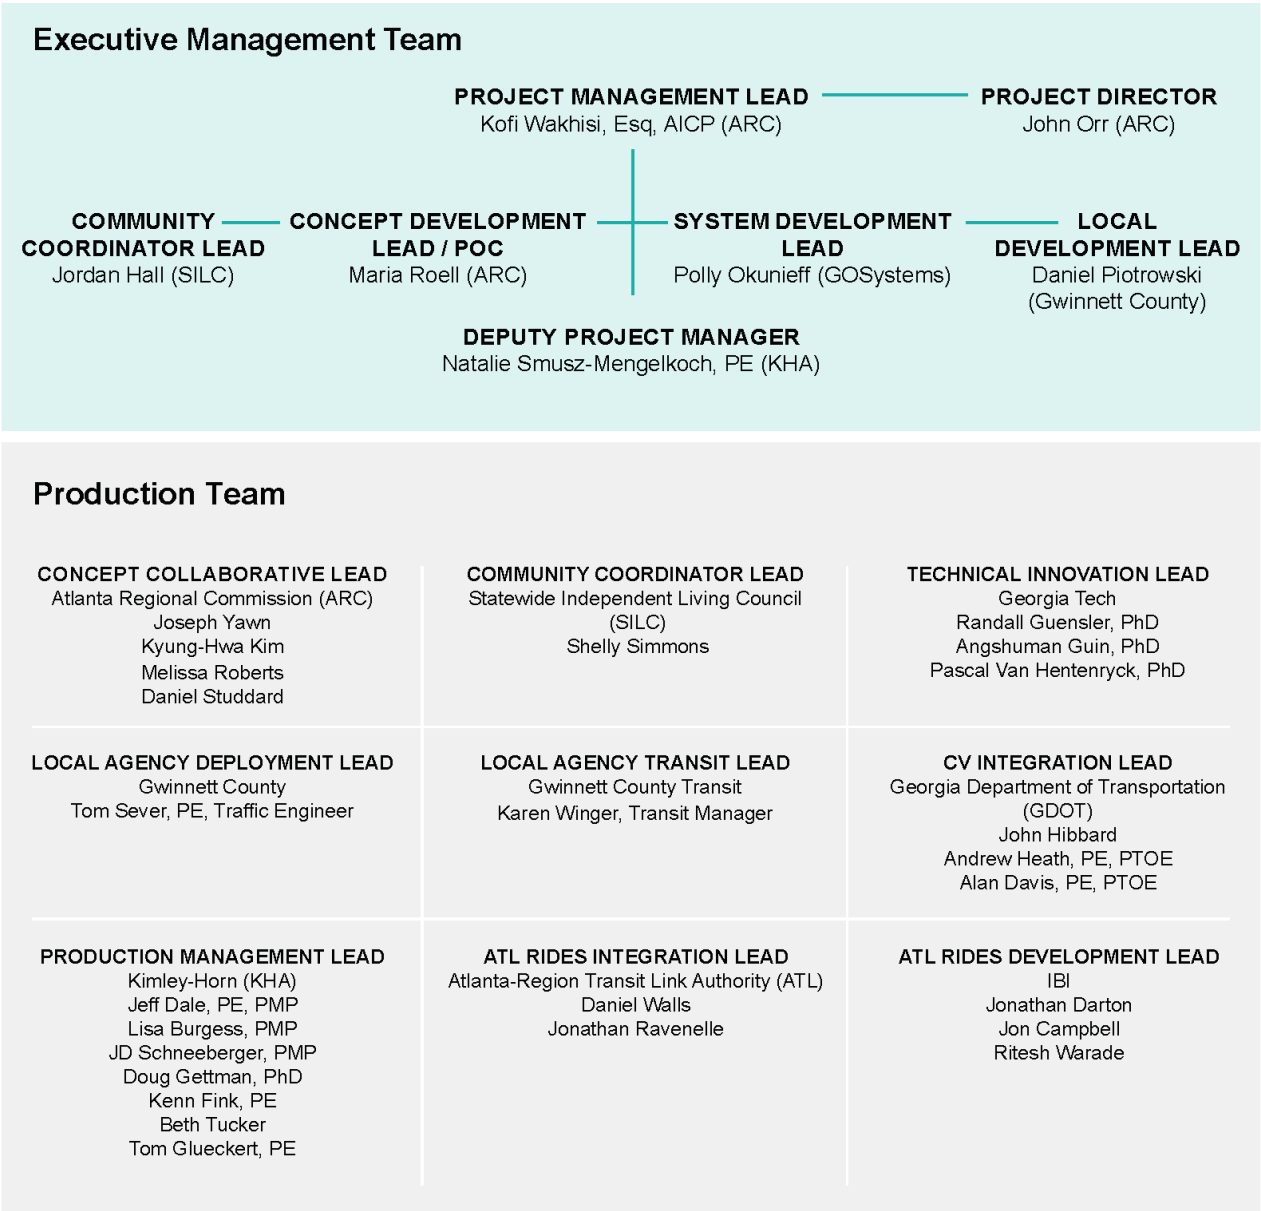 Executive Management Team
PROJECT MANAGEMENT LEAD
Kofi Wakhisi, Esq, AICP (ARC)
PROJECT DIRECTOR
John Orr (ARC)
COMMUNITY
COORDINATOR LEAD
Jordan Hall (SILC)
CONCEPT DEVELOPMENT
LEAD / POC
Maria Roell (ARC)
SYSTEM DEVELOPMENT
LEAD
Polly Okunieff (GOSystems)
LOCAL
DEVELOPMENT LEAD
Daniel Piotrowski
(Gwinnett County)
DEPUTY PROJECT MANAGER
Natalie Smusz-Mengelkoch, PE (KHA)
Production Team
CONCEPT COLLABORATIVE LEAD
Atlanta Regional Commission (ARC)
Joseph Yawn
Kyung-Hwa Kim
Melissa Roberts
Daniel Studdard
COMMUNITY COORDINATOR LEAD
Statewide Independent Living Council
(SILC)
Shelly Simmons
TECHNICAL INNOVATION LEAD
Georgia Tech
Randall Guensler, PhD
Angshuman Guin, PhD
Pascal Van Hentenryck, PhD
LOCAL AGENCY DEPLOYMENT LEAD
Gwinnett County
Tom Sever, PE, Traffic Engineer
LOCAL AGENCY TRANSIT LEAD
Gwinnett County Transit
Karen Winger, Transit Manager
CV INTEGRATION LEAD
Georgia Department of Transportation
(GDOT)
John Hibbard
Andrew Heath, PE, PTOE
Alan Davis, PE, PTOE
PRODUCTION MANAGEMENT LEAD
Kimley-Horn (KHA)
Jeff Dale, PE, PMP
Lisa Burgess, PMP
JD Schneeberger, PMP
Doug Gettman, PhD
Kenn Fink, PE
Beth Tucker
Tom Glueckert, PE
ATL RIDES INTEGRATION LEAD
Atlanta-Region Transit Link Authority (ATL)
Daniel Walls
Jonathan Ravenelle
ATL RIDES DEVELOPMENT LEAD
IBI
Jonathan Darton
Jon Campbell
Ritesh Warade